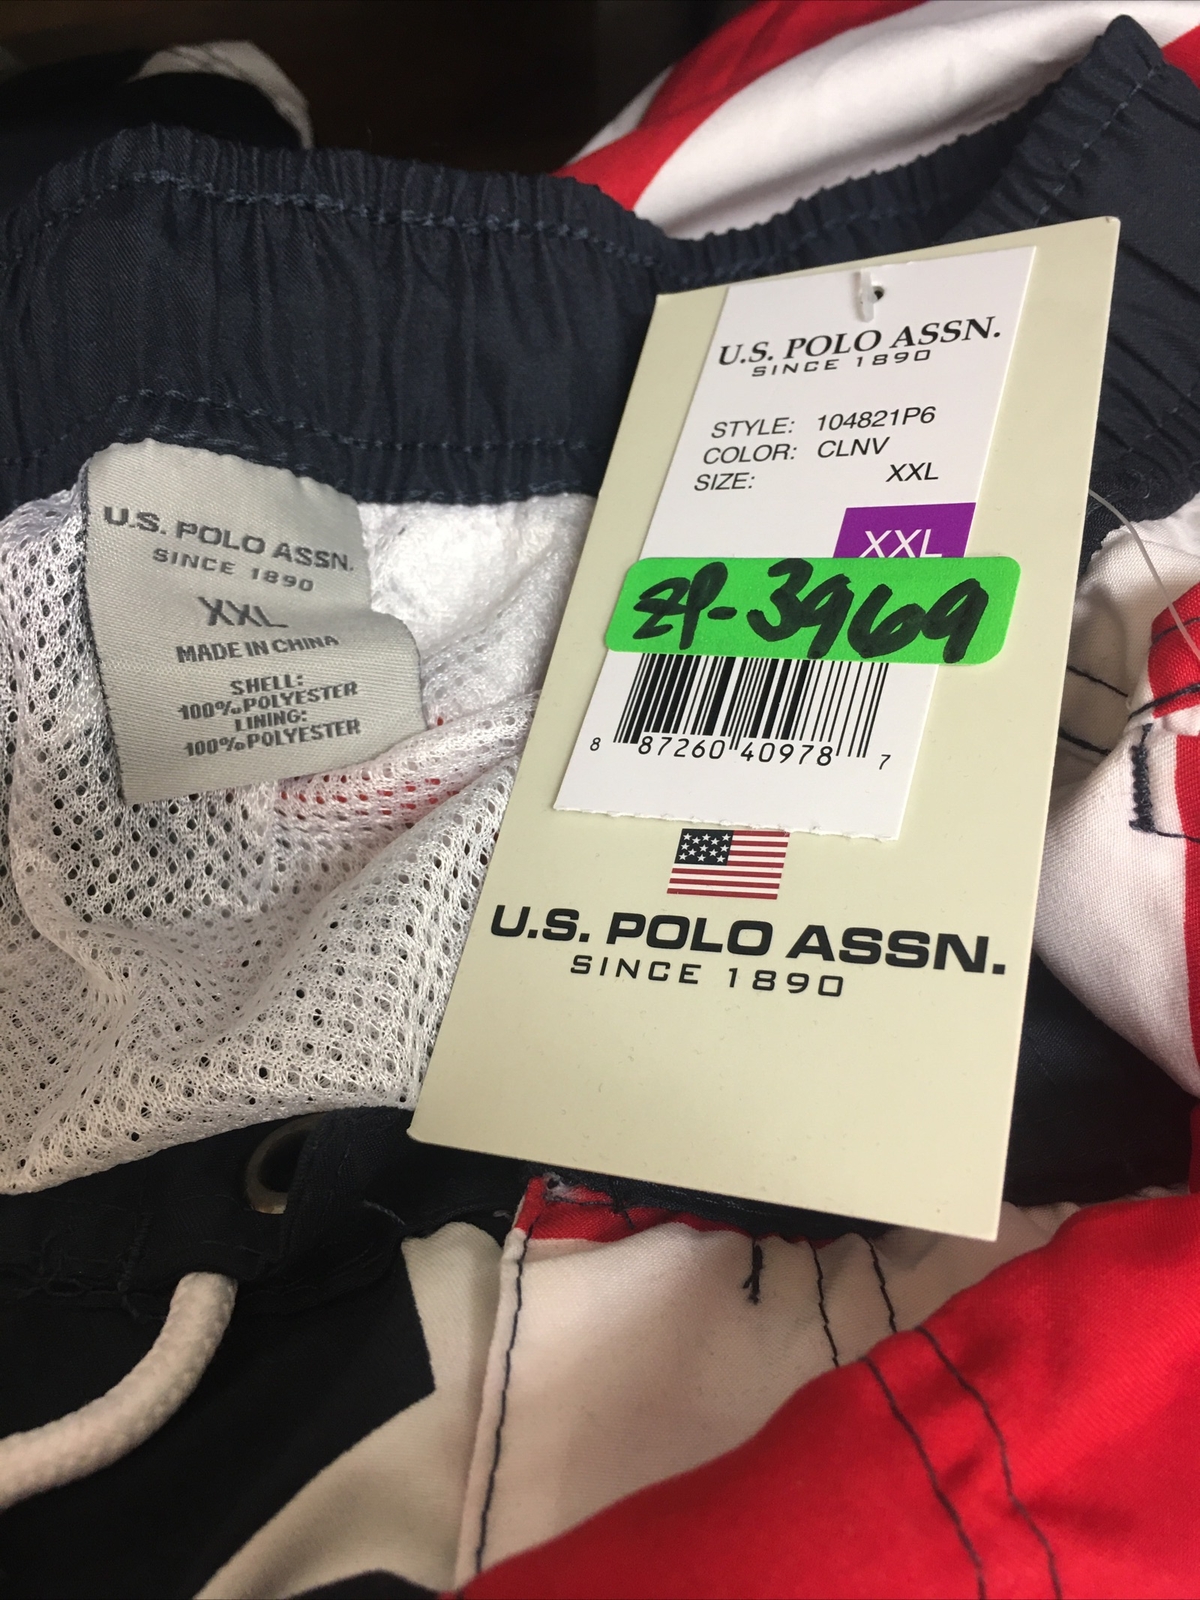 U.S. POLO ASSN.
SINCE 1890
STYLE: 104821P6
COLOR: CLNV
SIZE: XXL
XXL
ZP-3969
8 87260 40978 7
U.S. POLO ASSN.
SINCE 1890
U.S. POLO ASSN.
SINCE 1890
XXL
MADE IN CHINA
SHELL:
100% POLYESTER
LINING:
100% POLYESTER